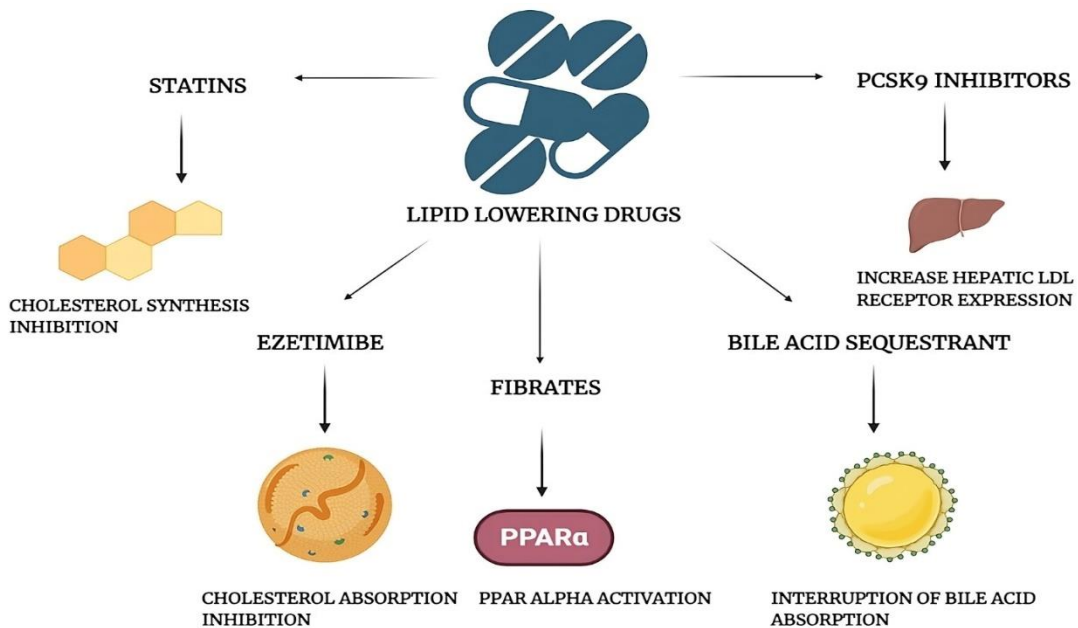 STATINS
PCSK9 INHIBITORS
LIPID LOWERING DRUGS
CHOLESTEROL SYNTHESIS
INHIBITION
INCREASE HEPATIC LDL
RECEPTOR EXPRESSION
EZETIMIBE
FIBRATES
BILE ACID SEQUESTRANT
PPARα
CHOLESTEROL ABSORPTION
INHIBITION
PPAR ALPHA ACTIVATION
INTERRUPTION OF BILE ACID
ABSORPTION